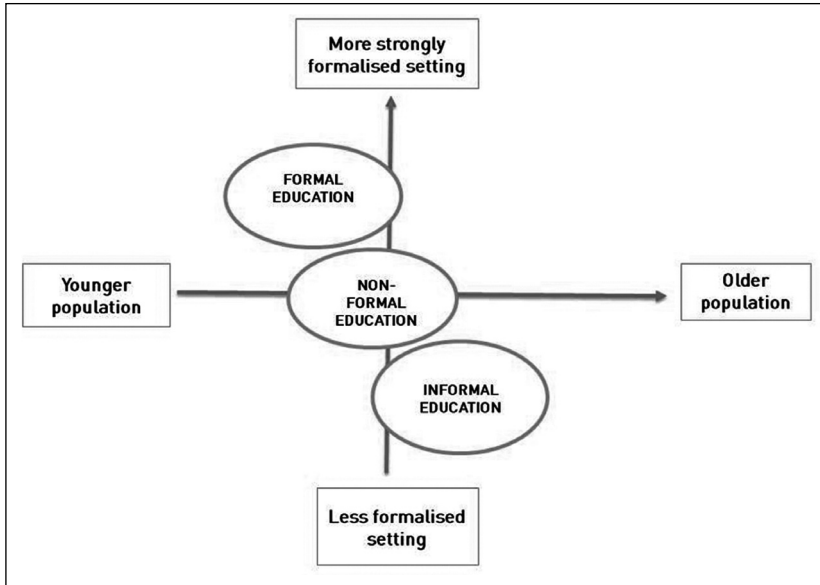 More strongly
formalised setting
FORMAL
EDUCATION
Younger
population
NON-
FORMAL
EDUCATION
Older
population
INFORMAL
EDUCATION
Less formalised
setting